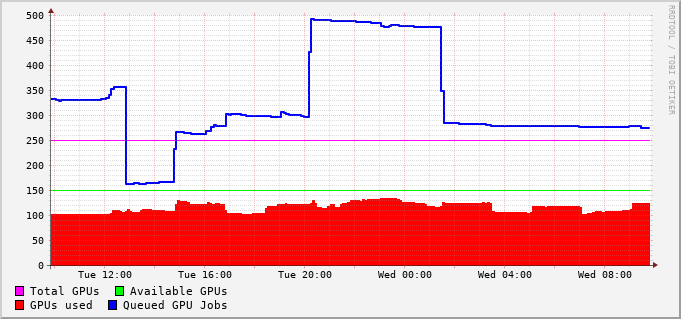 500
450
400
350
300
250
200
150
100
50
0
Tue 12:00 Tue 16:00 Tue 20:00 Wed 00:00 Wed 04:00 Wed 08:00
Total GPUs Available GPUs
GPUs used Queued GPU Jobs
RRDTOOL / TOBI OETIKER